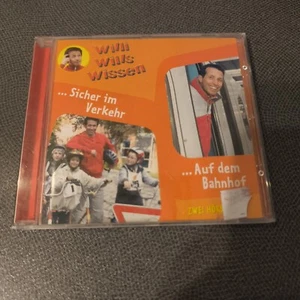 Willi
Wills
Wissen
... Sicher im
Verkehr
... Auf dem
Bahnhof